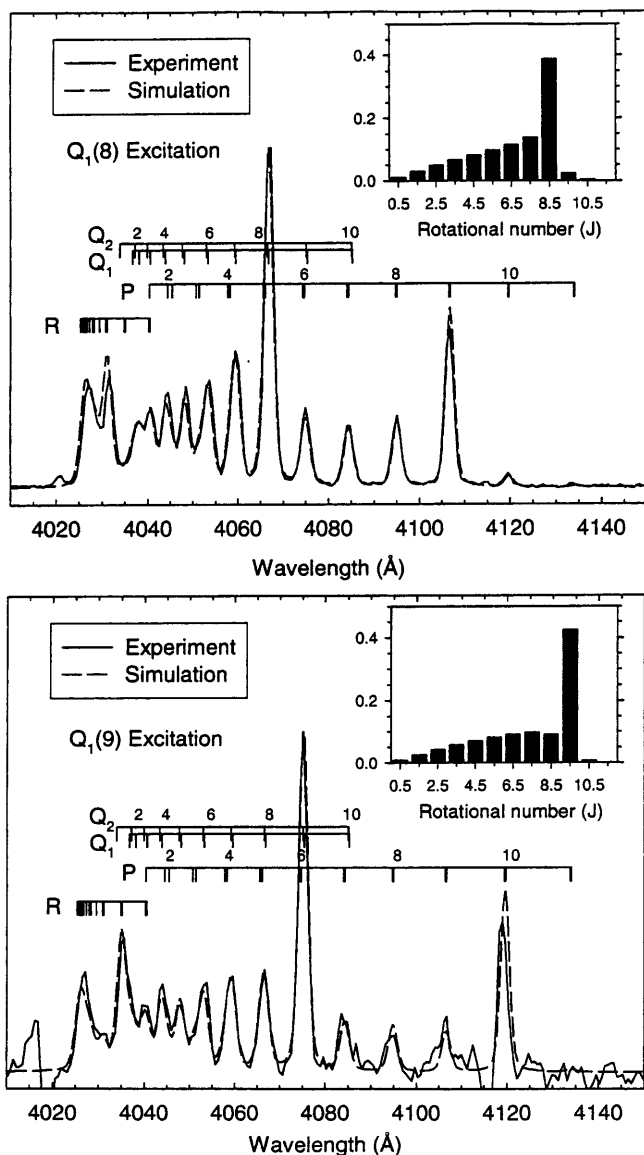 Experiment
Simulation
Q1(8) Excitation
0.4
0.2
0.0
0.5 2.5 4.5 6.5 8.5 10.5
Rotational number (J)
Q2 2 4 6 8 10
Q1
P 2 4 6 8 10
R
4020 4040 4060 4080 4100 4120 4140
Wavelength (Å)
Experiment
Simulation
Q1(9) Excitation
0.4
0.2
0.0
0.5 2.5 4.5 6.5 8.5 10.5
Rotational number (J)
Q2 2 4 6 8 10
Q1
P 2 4 6 8 10
R
4020 4040 4060 4080 4100 4120 4140
Wavelength (Å)